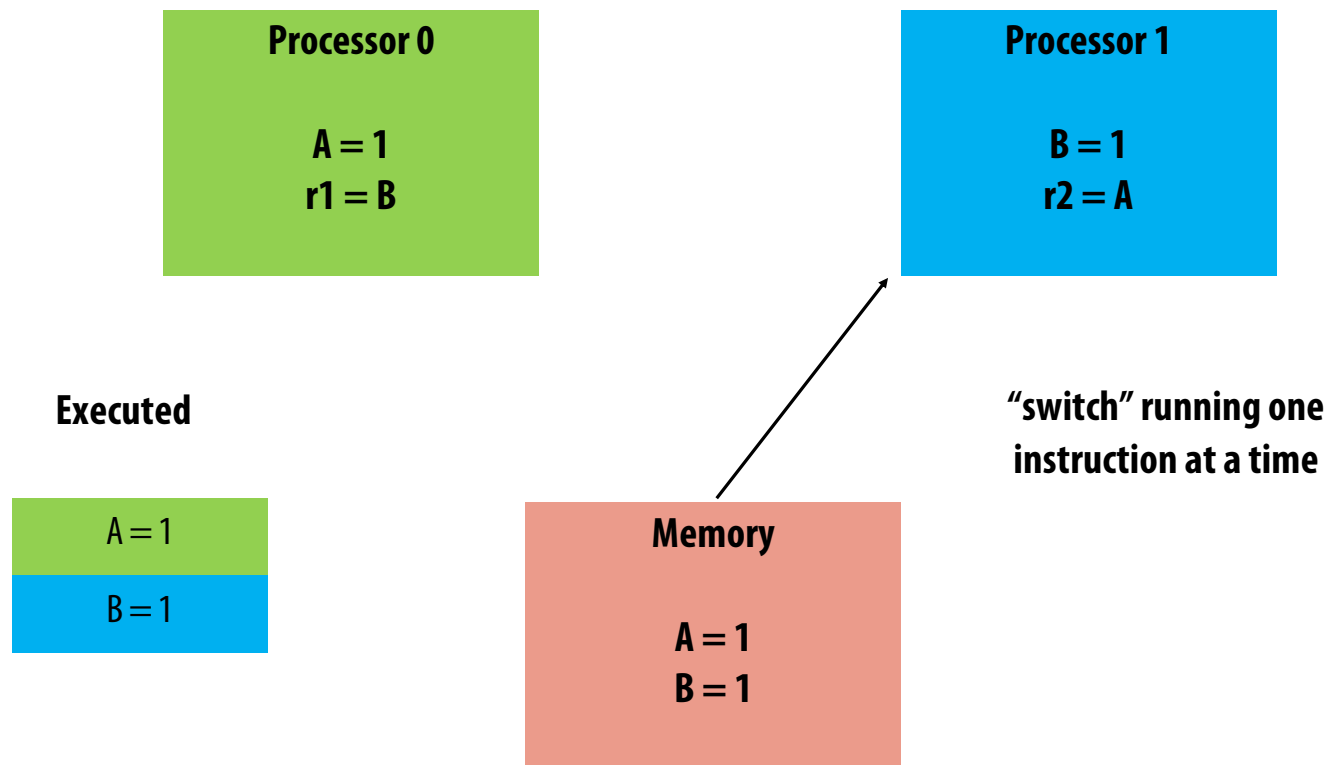 Processor 0
A = 1
r1 = B
Processor 1
B = 1
r2 = A
Executed
A = 1
B = 1
“switch” running one
instruction at a time
Memory
A = 1
B = 1